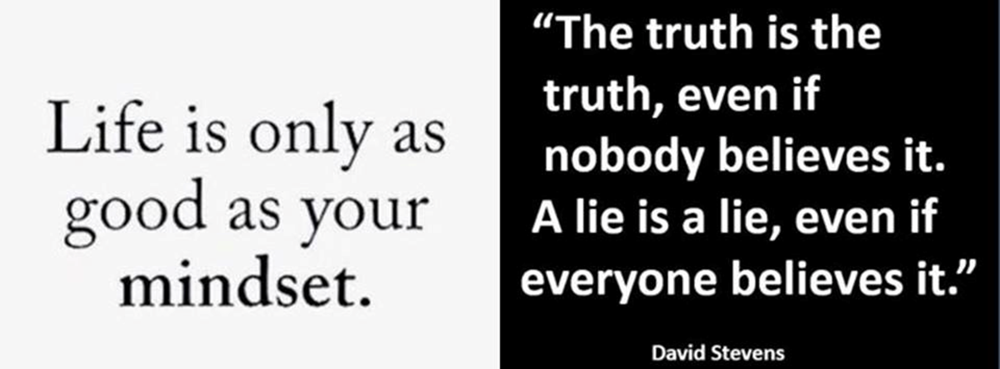 Life is only as
good as your
mindset.
“The truth is the
truth, even if
nobody believes it.
A lie is a lie, even if
everyone believes it.”
David Stevens